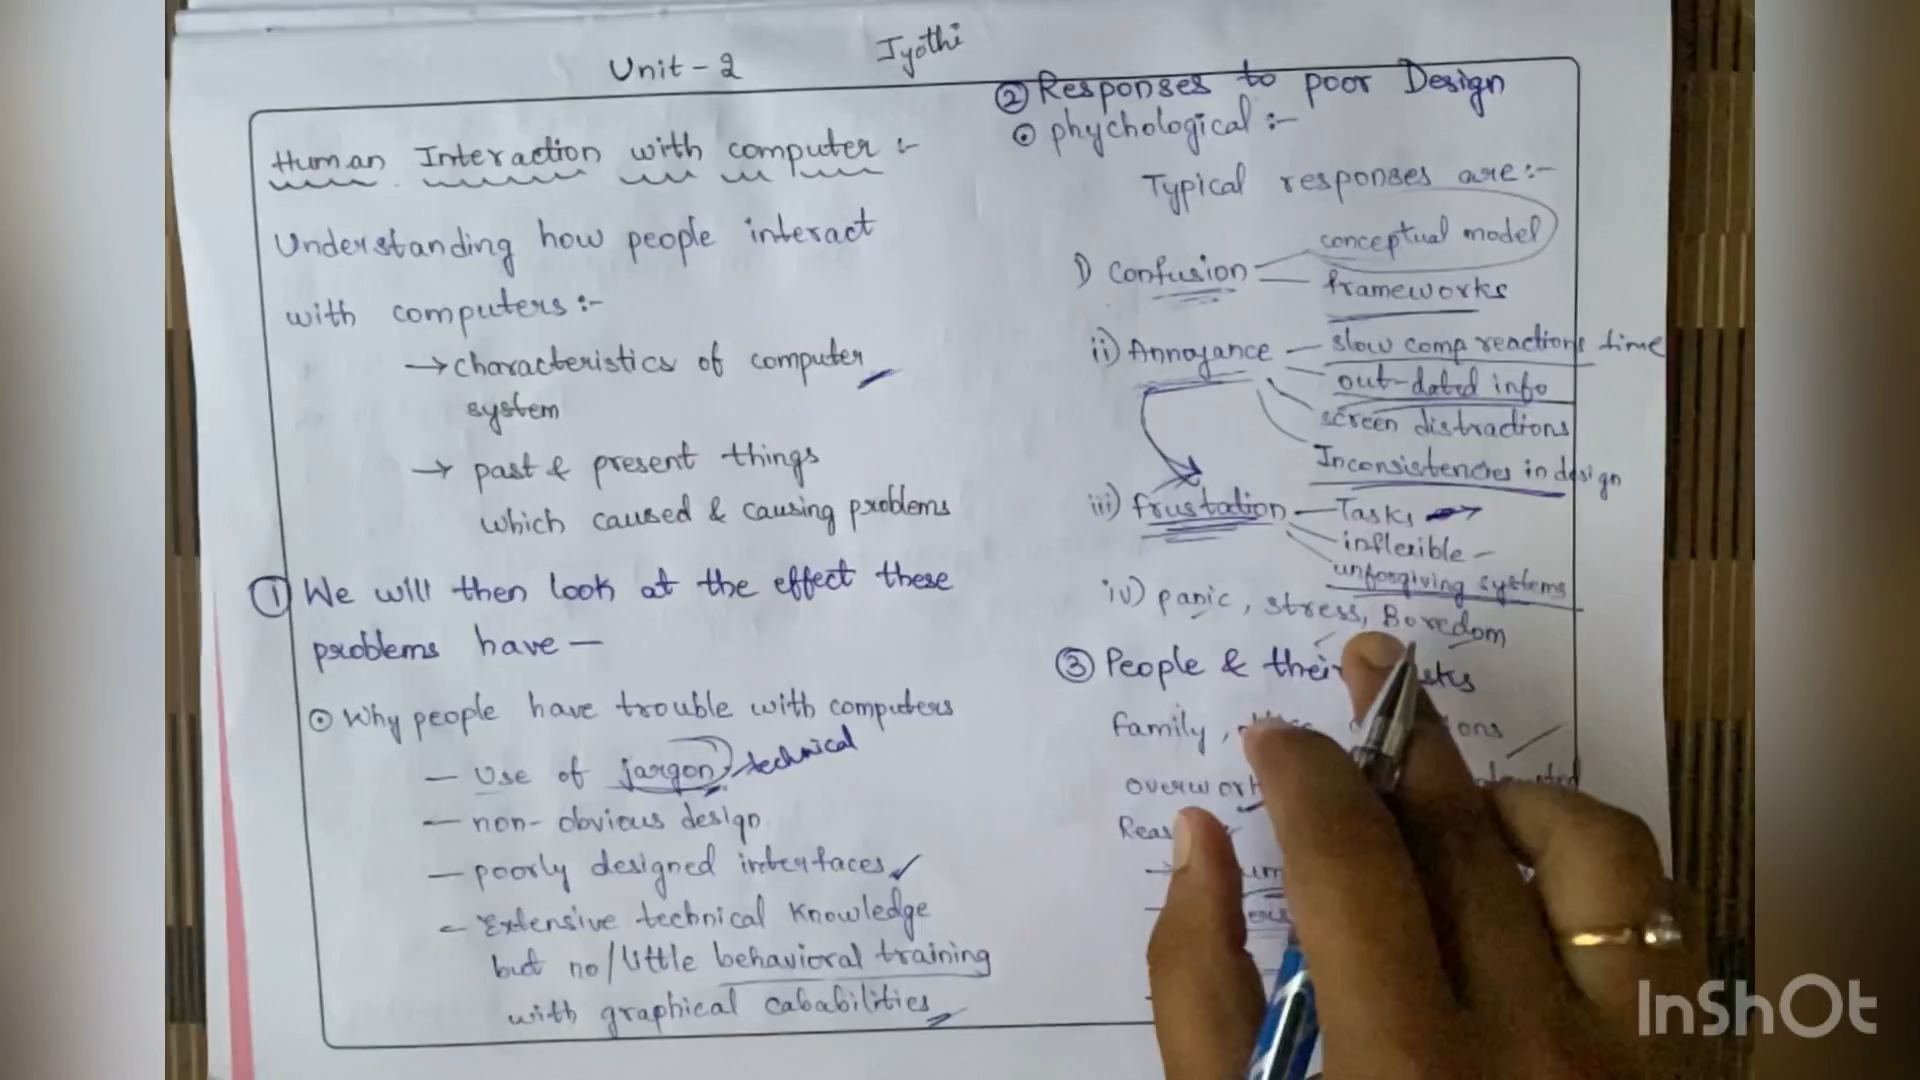 Unit - 2
Jyothi
Human Interaction with computer :-
Understanding how people interact
with computers :-
→ characteristics of computer
system
→ past & present things
which caused & causing problems
① We will then look at the effect these
problems have —
⊙ Why people have trouble with computers
— Use of jargon technical
— non-obvious design
— poorly designed interfaces ✓
— Extensive technical knowledge
but no/little behavioral training
with graphical cababilities
② Responses to poor Design
⊙ phychological :-
Typical responses are :-
conceptual model
i) Confusion
frameworks
ii) Annoyance — slow comp reactions time
out-dated info
screen distractions
Inconsistencies in design
iii) frustation — Tasks →
inflexible —
unforgiving systems
iv) panic, stress, Boredom
③ People & their
family,
InShOt